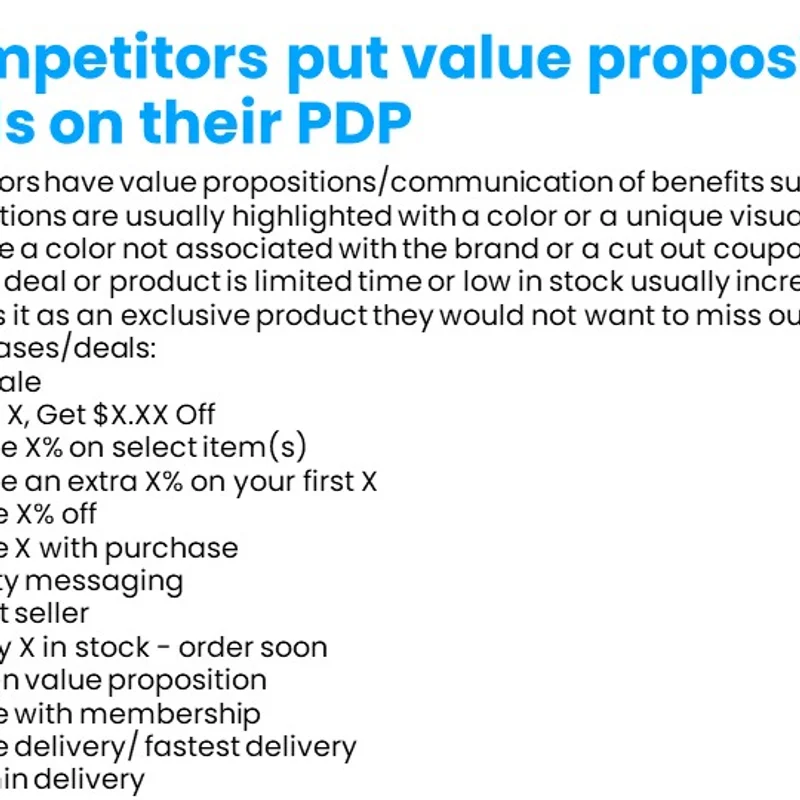 mpetitors put value propos
s on their PDP
ors have value propositions/communication of benefits su
tions are usually highlighted with a color or a unique visua
e a color not associated with the brand or a cut out coupo
deal or product is limited time or low in stock usually incre
s it as an exclusive product they would not want to miss ou
ases/deals:
ale
X, Get $X.XX Off
e X% on select item(s)
e an extra X% on your first X
e X% off
e X with purchase
ty messaging
t seller
y X in stock - order soon
n value proposition
e with membership
e delivery/ fastest delivery
in delivery